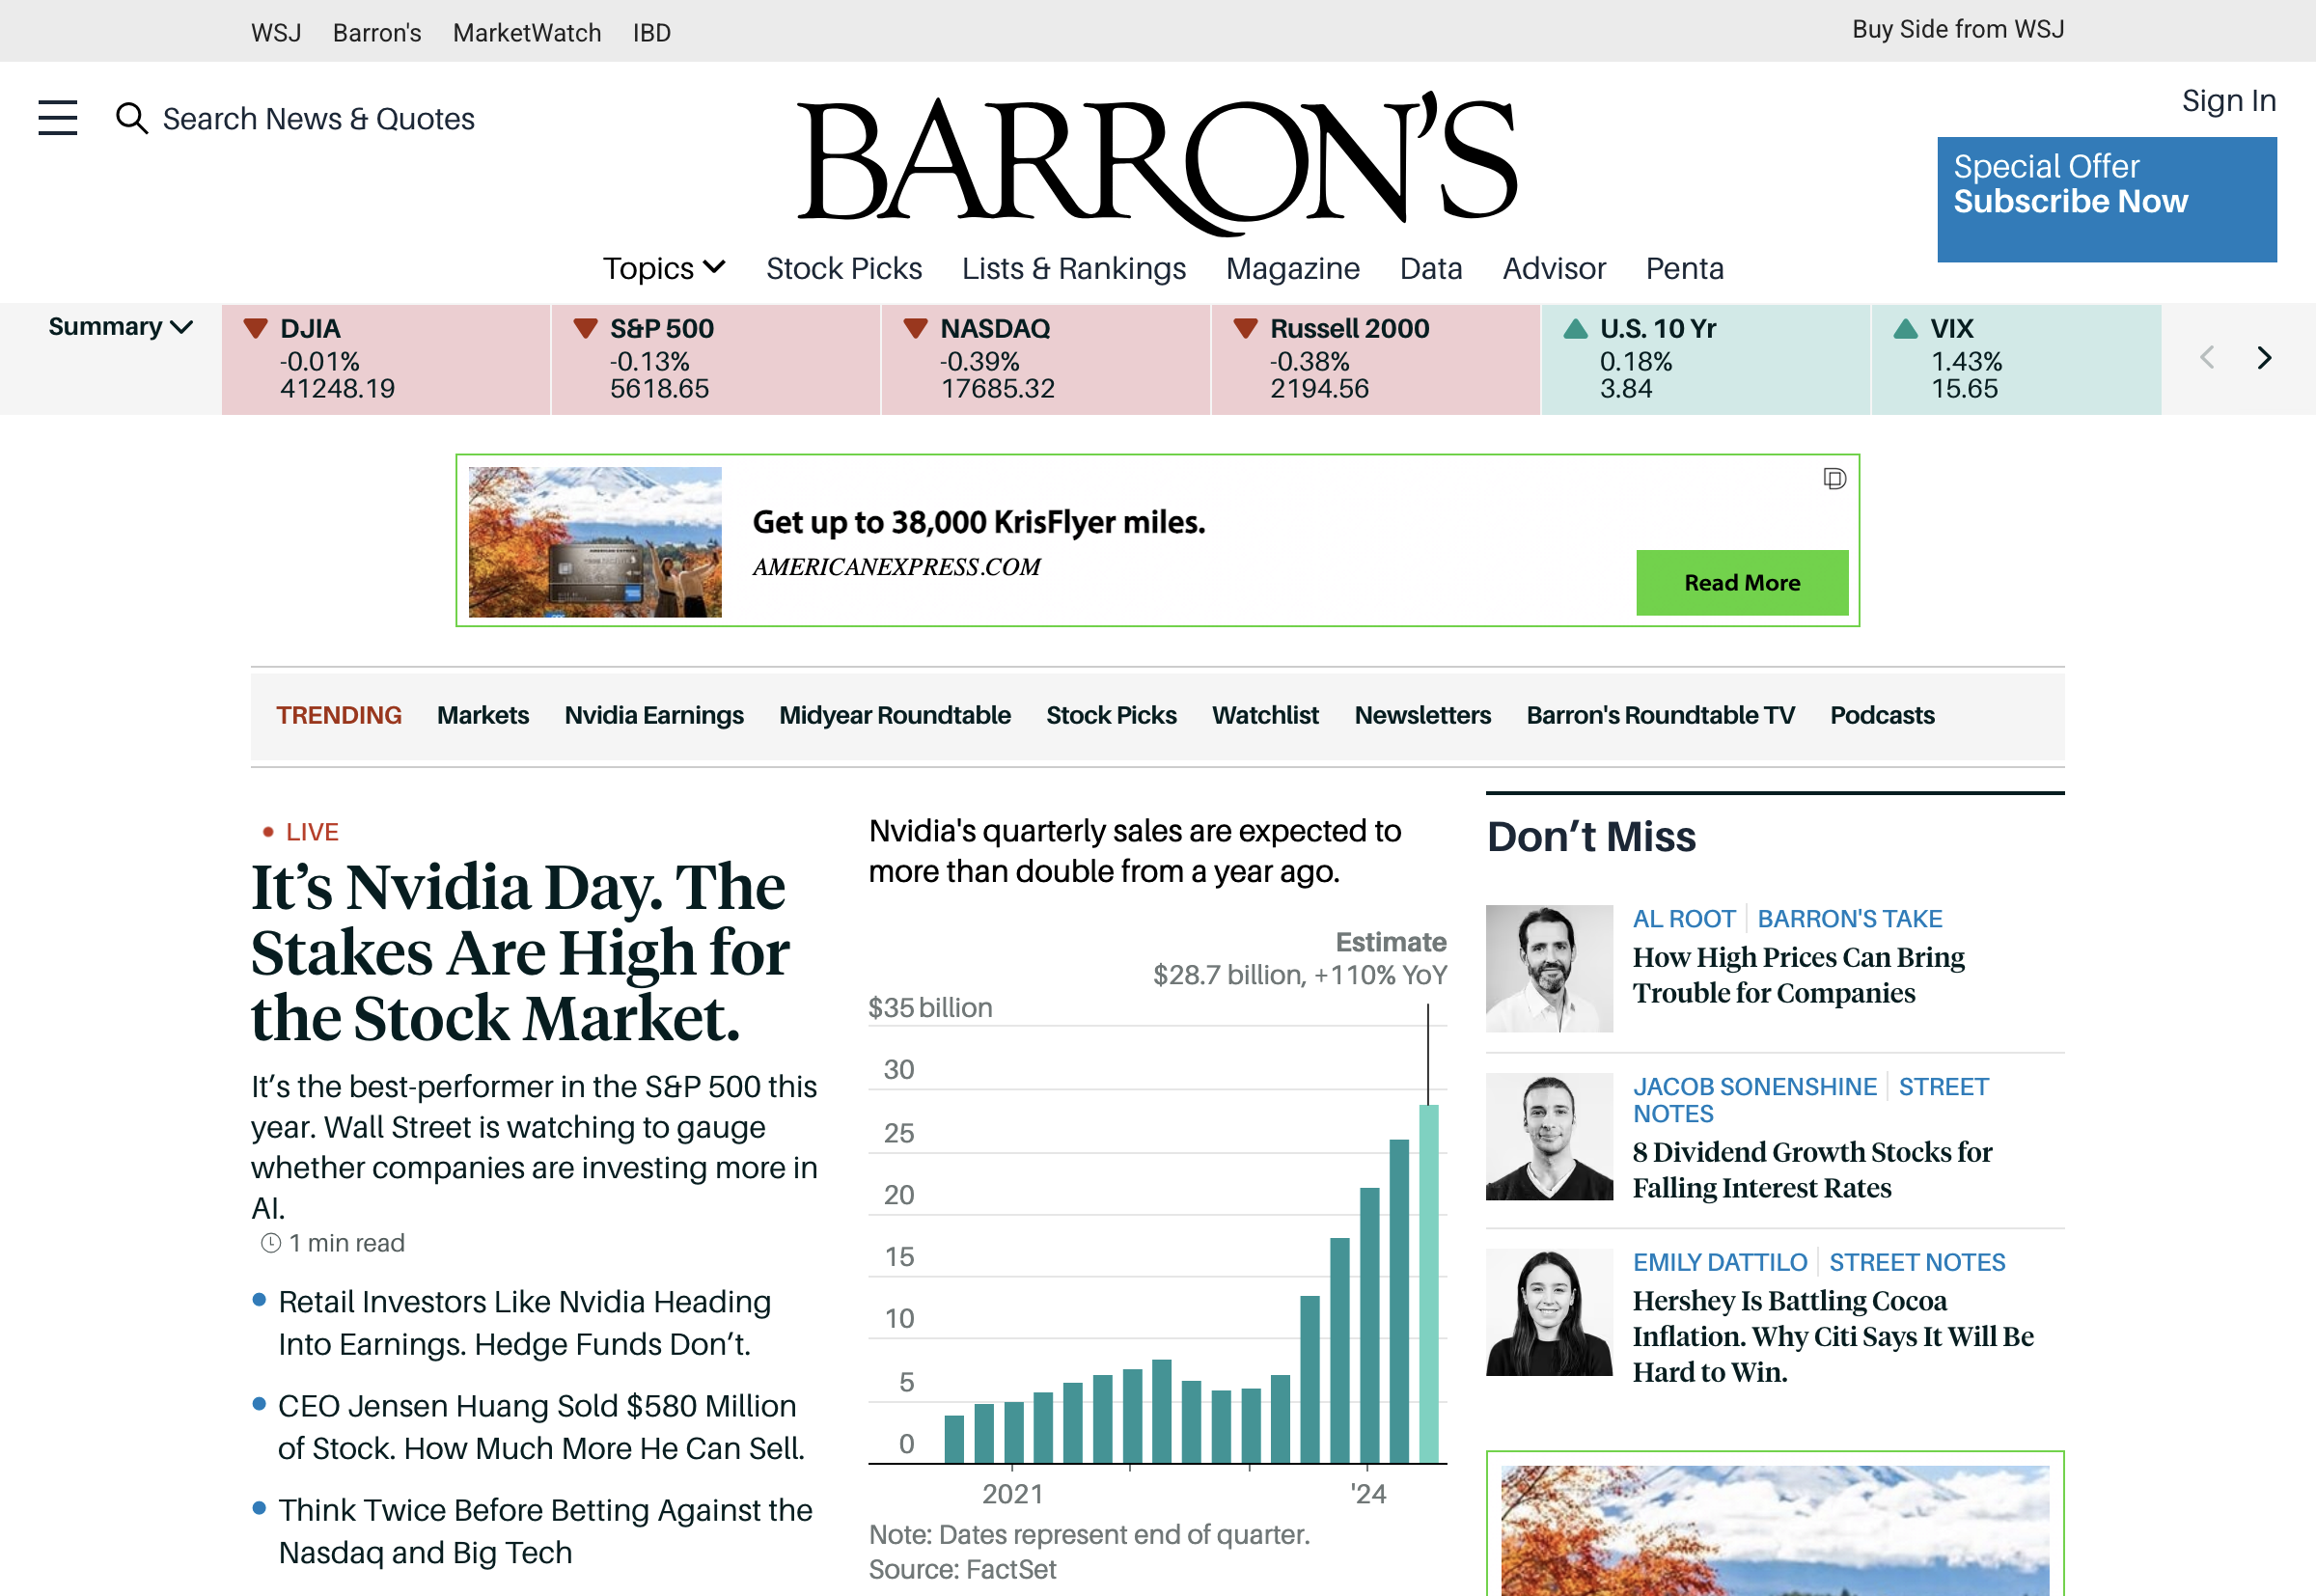 WSJ Barron's MarketWatch IBD
Buy Side from WSJ
Search News & Quotes
BARRON'S
Sign In
Special Offer
Subscribe Now
Topics Stock Picks Lists & Rankings Magazine Data Advisor Penta
Summary
DJIA
-0.01%
41248.19
S&P 500
-0.13%
5618.65
NASDAQ
-0.39%
17685.32
Russell 2000
-0.38%
2194.56
U.S. 10 Yr
0.18%
3.84
VIX
1.43%
15.65
Get up to 38,000 KrisFlyer miles.
AMERICANEXPRESS.COM
Read More
TRENDING Markets Nvidia Earnings Midyear Roundtable Stock Picks Watchlist Newsletters Barron's Roundtable TV Podcasts
• LIVE
It’s Nvidia Day. The
Stakes Are High for
the Stock Market.
It’s the best-performer in the S&P 500 this
year. Wall Street is watching to gauge
whether companies are investing more in
AI.
1 min read
• Retail Investors Like Nvidia Heading
Into Earnings. Hedge Funds Don’t.
• CEO Jensen Huang Sold $580 Million
of Stock. How Much More He Can Sell.
• Think Twice Before Betting Against the
Nasdaq and Big Tech
Nvidia's quarterly sales are expected to
more than double from a year ago.
Estimate
$28.7 billion, +110% YoY
$35 billion
30
25
20
15
10
5
0
2021 '24
Note: Dates represent end of quarter.
Source: FactSet
Don’t Miss
AL ROOT BARRON'S TAKE
How High Prices Can Bring
Trouble for Companies
JACOB SONENSHINE STREET
NOTES
8 Dividend Growth Stocks for
Falling Interest Rates
EMILY DATTILO STREET NOTES
Hershey Is Battling Cocoa
Inflation. Why Citi Says It Will Be
Hard to Win.